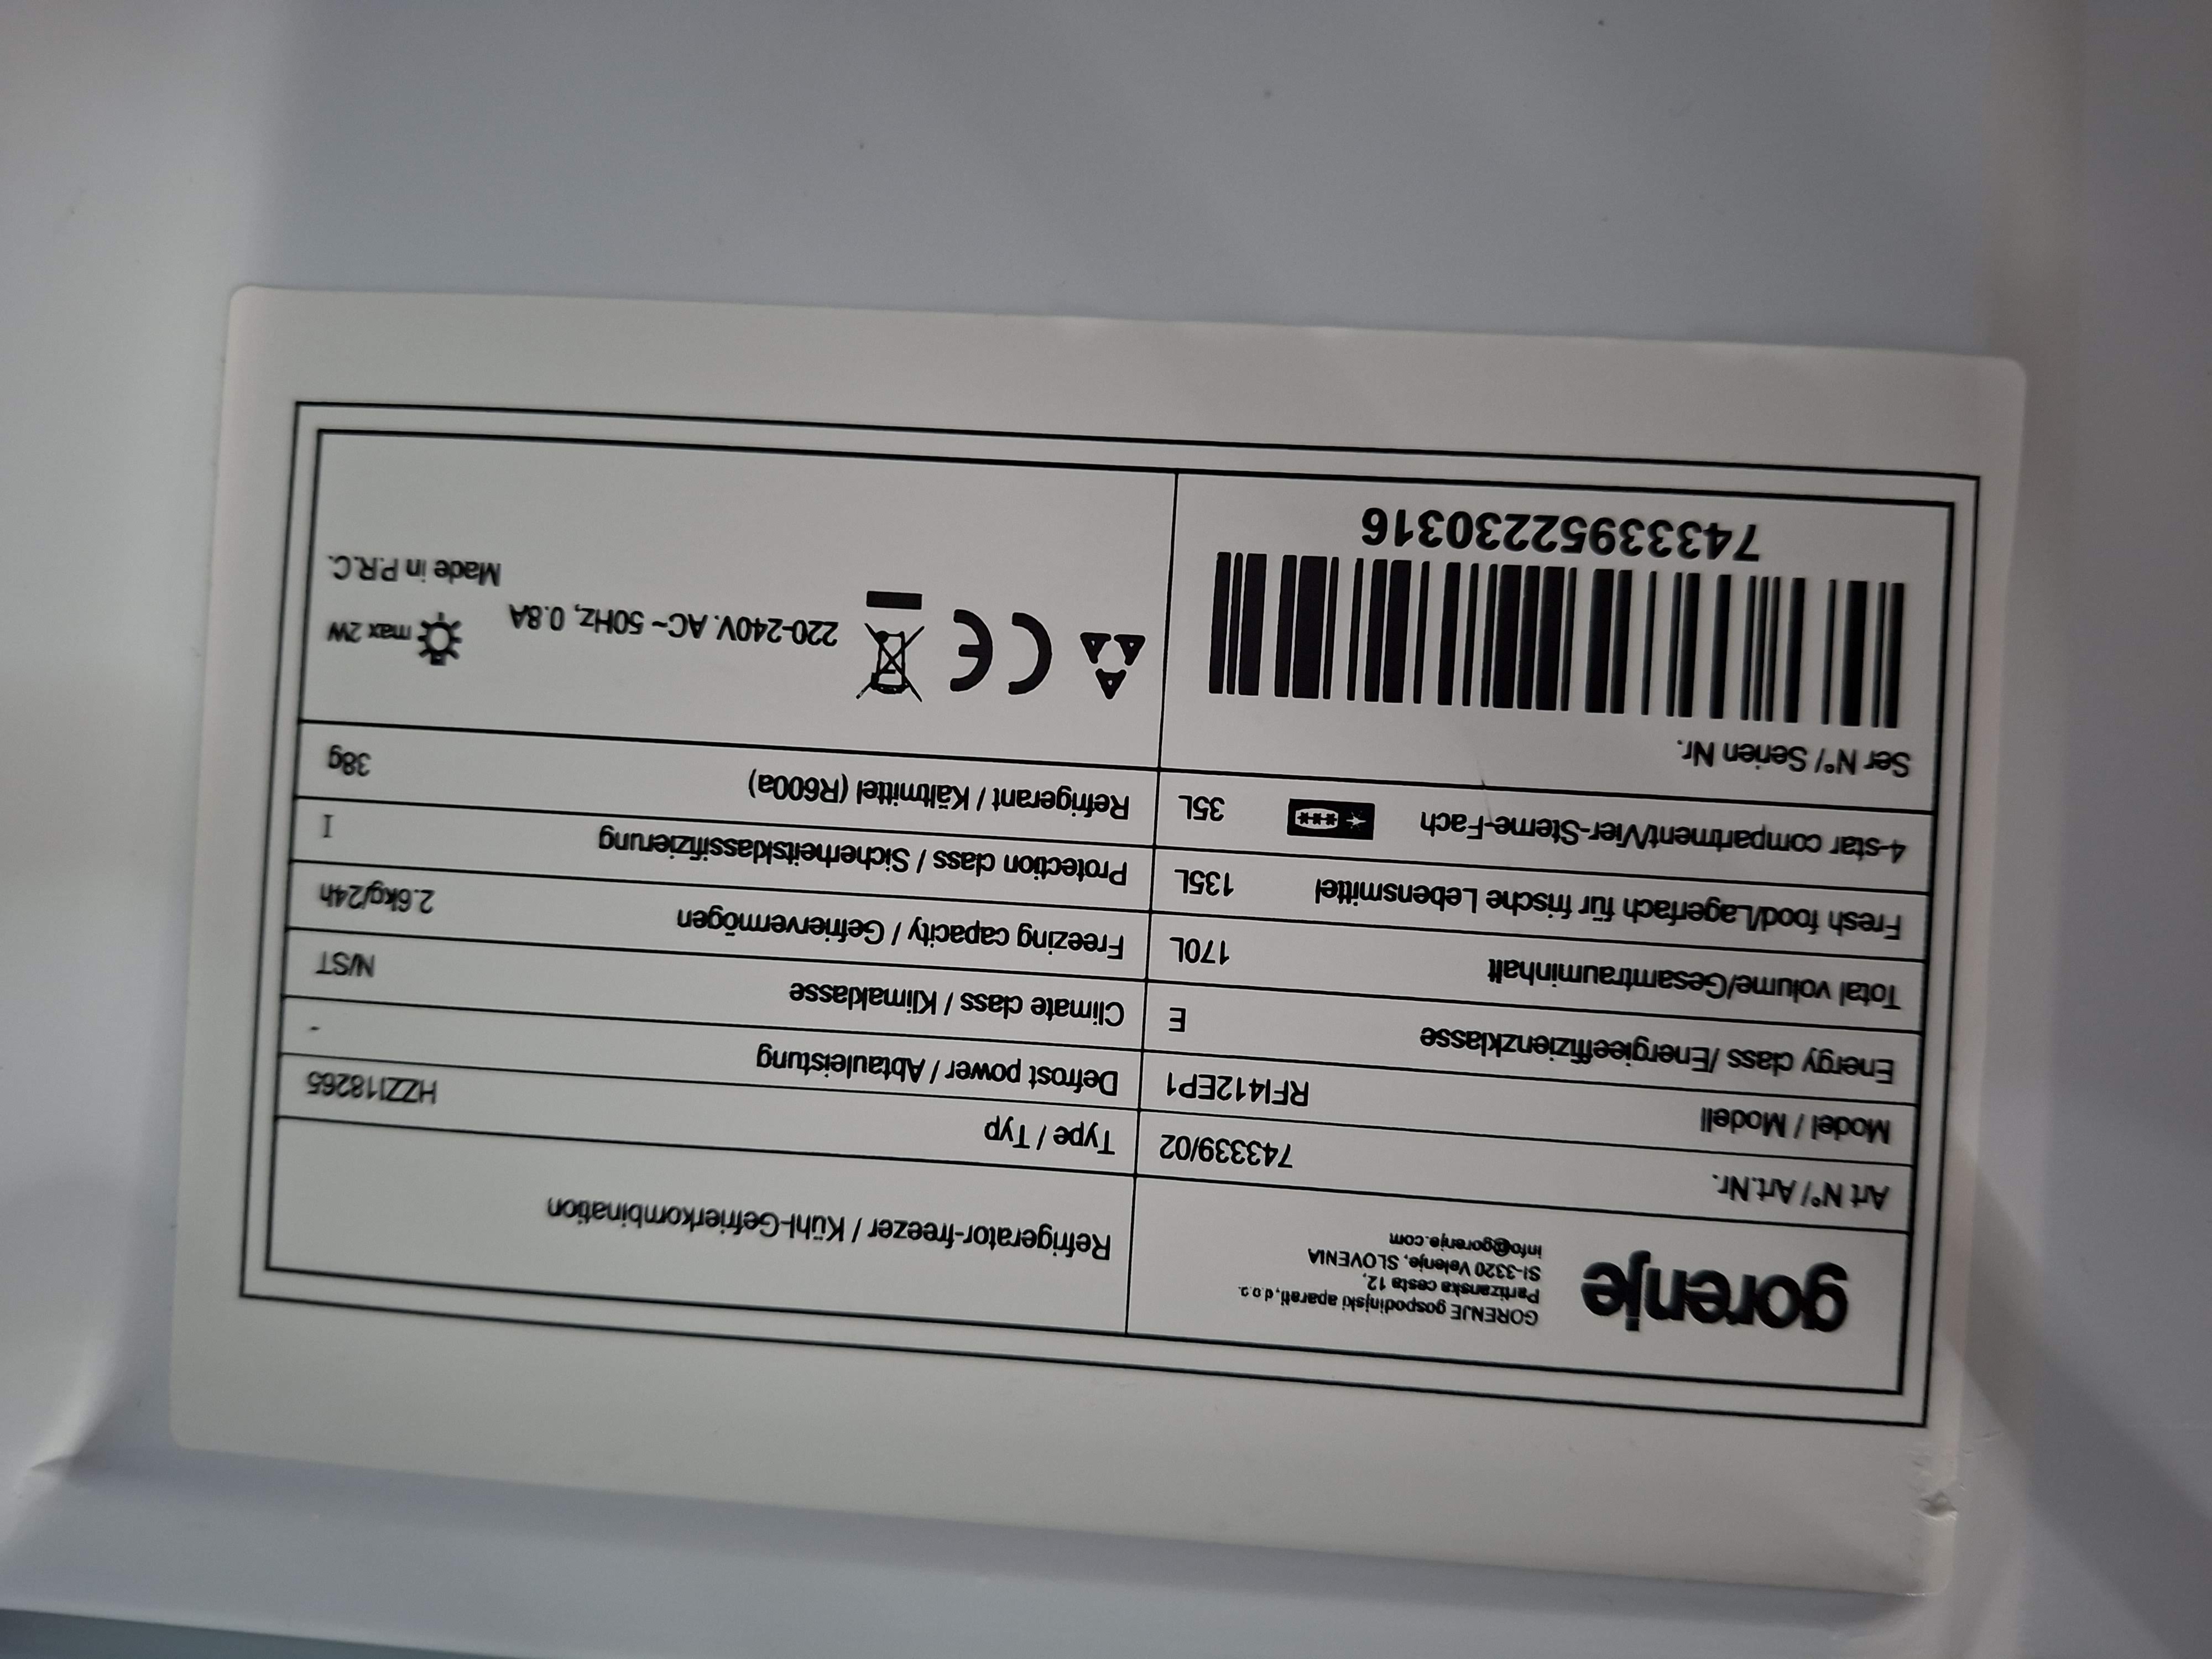 gorenje
GORENJE gospodinjski aparati, d.o.o.
Partizanska cesta 12,
SI-3320 Velenje, SLOVENIA
info@gorenje.com
Refrigerator-freezer / Kühl-Gefrierkombination
Art N°/ Art.Nr. 743339/02
Type / Typ HZZI18265
Model / Modell RFI412EP1
Defrost power / Abtauleistung -
Energy class /Energieeffizienzklasse E
Climate class / Klimaklasse N/ST
Total volume/Gesamtrauminhalt 170L
Freezing capacity / Gefriervermögen 2.6kg/24h
Fresh food/Lagerfach für frische Lebensmittel 135L
Protection class / Sicherheitsklassifizierung I
4-star compartment/Vier-Sterne-Fach 35L
Refrigerant / Kältmittel (R600a) 38g
Ser N°/ Serien Nr.
74333952230316
CE
220-240V. AC~ 50Hz, 0.8A
max 2W
Made in P.R.C.